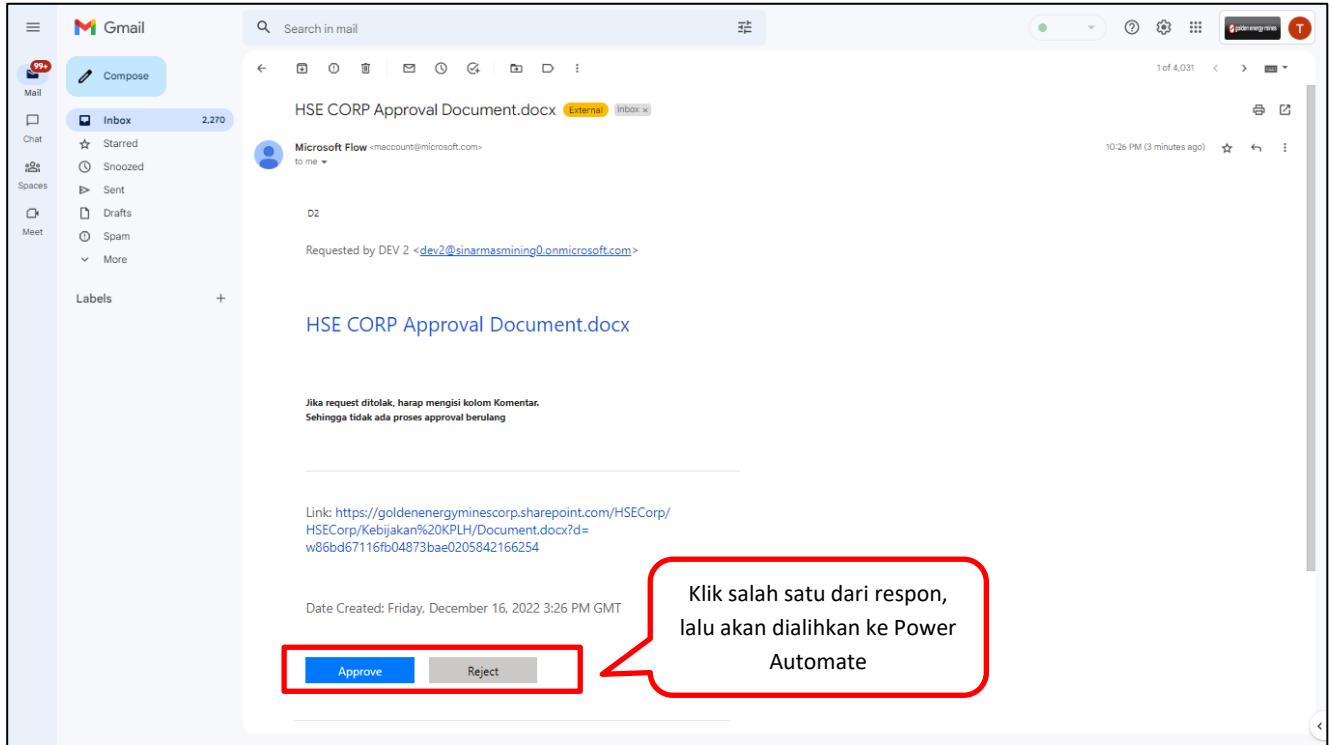 Gmail
Search in mail
golden energy mines
T
99+
Mail
Compose
1 of 4,031
Inbox 2,270
Chat
Starred
Snoozed
Spaces
Sent
Drafts
Meet
Spam
More
Labels
HSE CORP Approval Document.docx External Inbox x
Microsoft Flow <maccount@microsoft.com>
10:26 PM (3 minutes ago)
to me
D2
Requested by DEV 2 <dev2@sinarmasmining0.onmicrosoft.com>
HSE CORP Approval Document.docx
Jika request ditolak, harap mengisi kolom Komentar.
Sehingga tidak ada proses approval berulang
Link: https://goldenenergyminescorp.sharepoint.com/HSECorp/
HSECorp/Kebijakan%20KPLH/Document.docx?d=
w86bd67116fb04873bae0205842166254
Date Created: Friday, December 16, 2022 3:26 PM GMT
Approve Reject
Klik salah satu dari respon,
lalu akan dialihkan ke Power
Automate